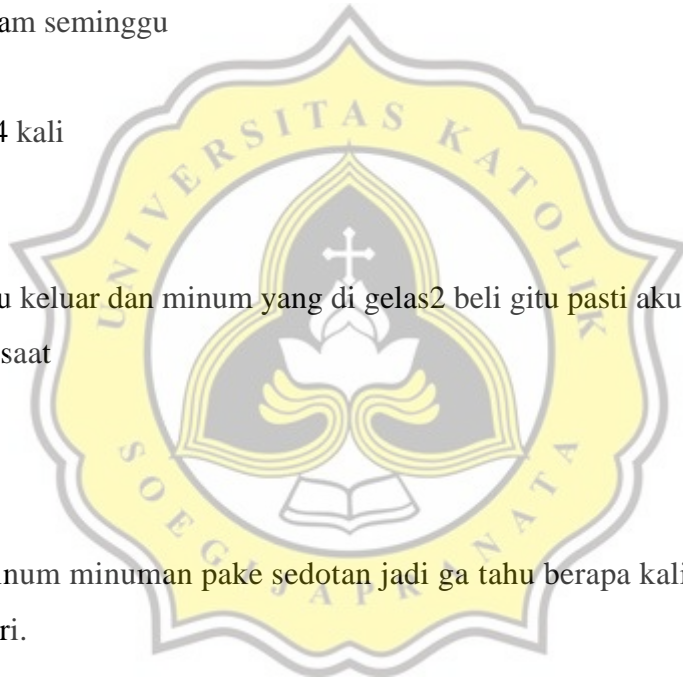 am seminggu
4 kali
u keluar dan minum yang di gelas2 beli gitu pasti aku
saat
inum minuman pake sedotan jadi ga tahu berapa kali
ri.
UNIVERSITAS KATOLIK
SOEGIJAPRANATA